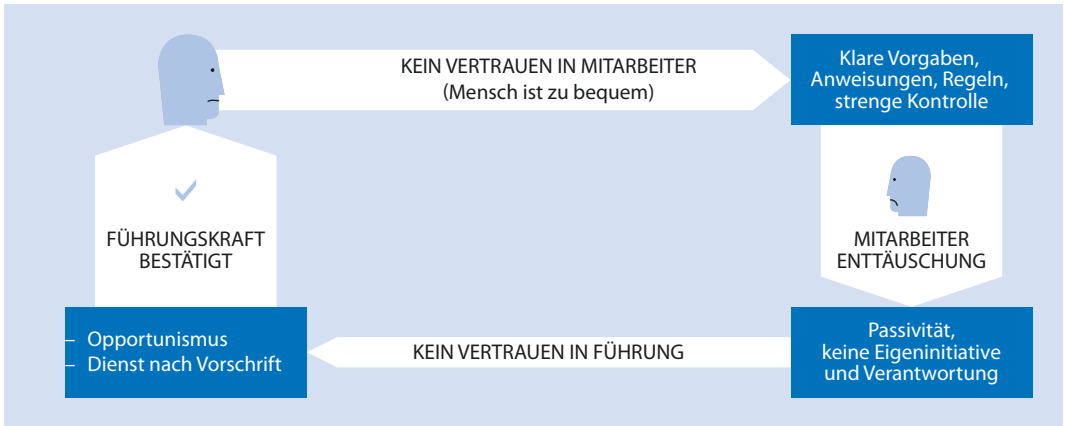 KEIN VERTRAUEN IN MITARBEITER
(Mensch ist zu bequem)
Klare Vorgaben,
Anweisungen, Regeln,
strenge Kontrolle
MITARBEITER
ENTTÄUSCHUNG
Passivität,
keine Eigeninitiative
und Verantwortung
KEIN VERTRAUEN IN FÜHRUNG
– Opportunismus
– Dienst nach Vorschrift
FÜHRUNGSKRAFT
BESTÄTIGT